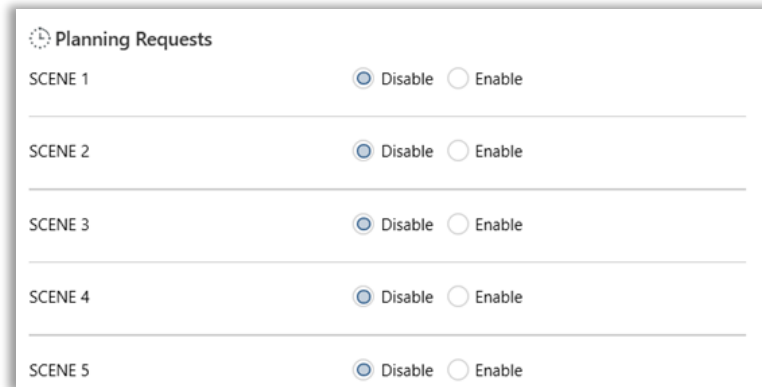 Planning Requests
SCENE 1 Disable Enable
SCENE 2 Disable Enable
SCENE 3 Disable Enable
SCENE 4 Disable Enable
SCENE 5 Disable Enable